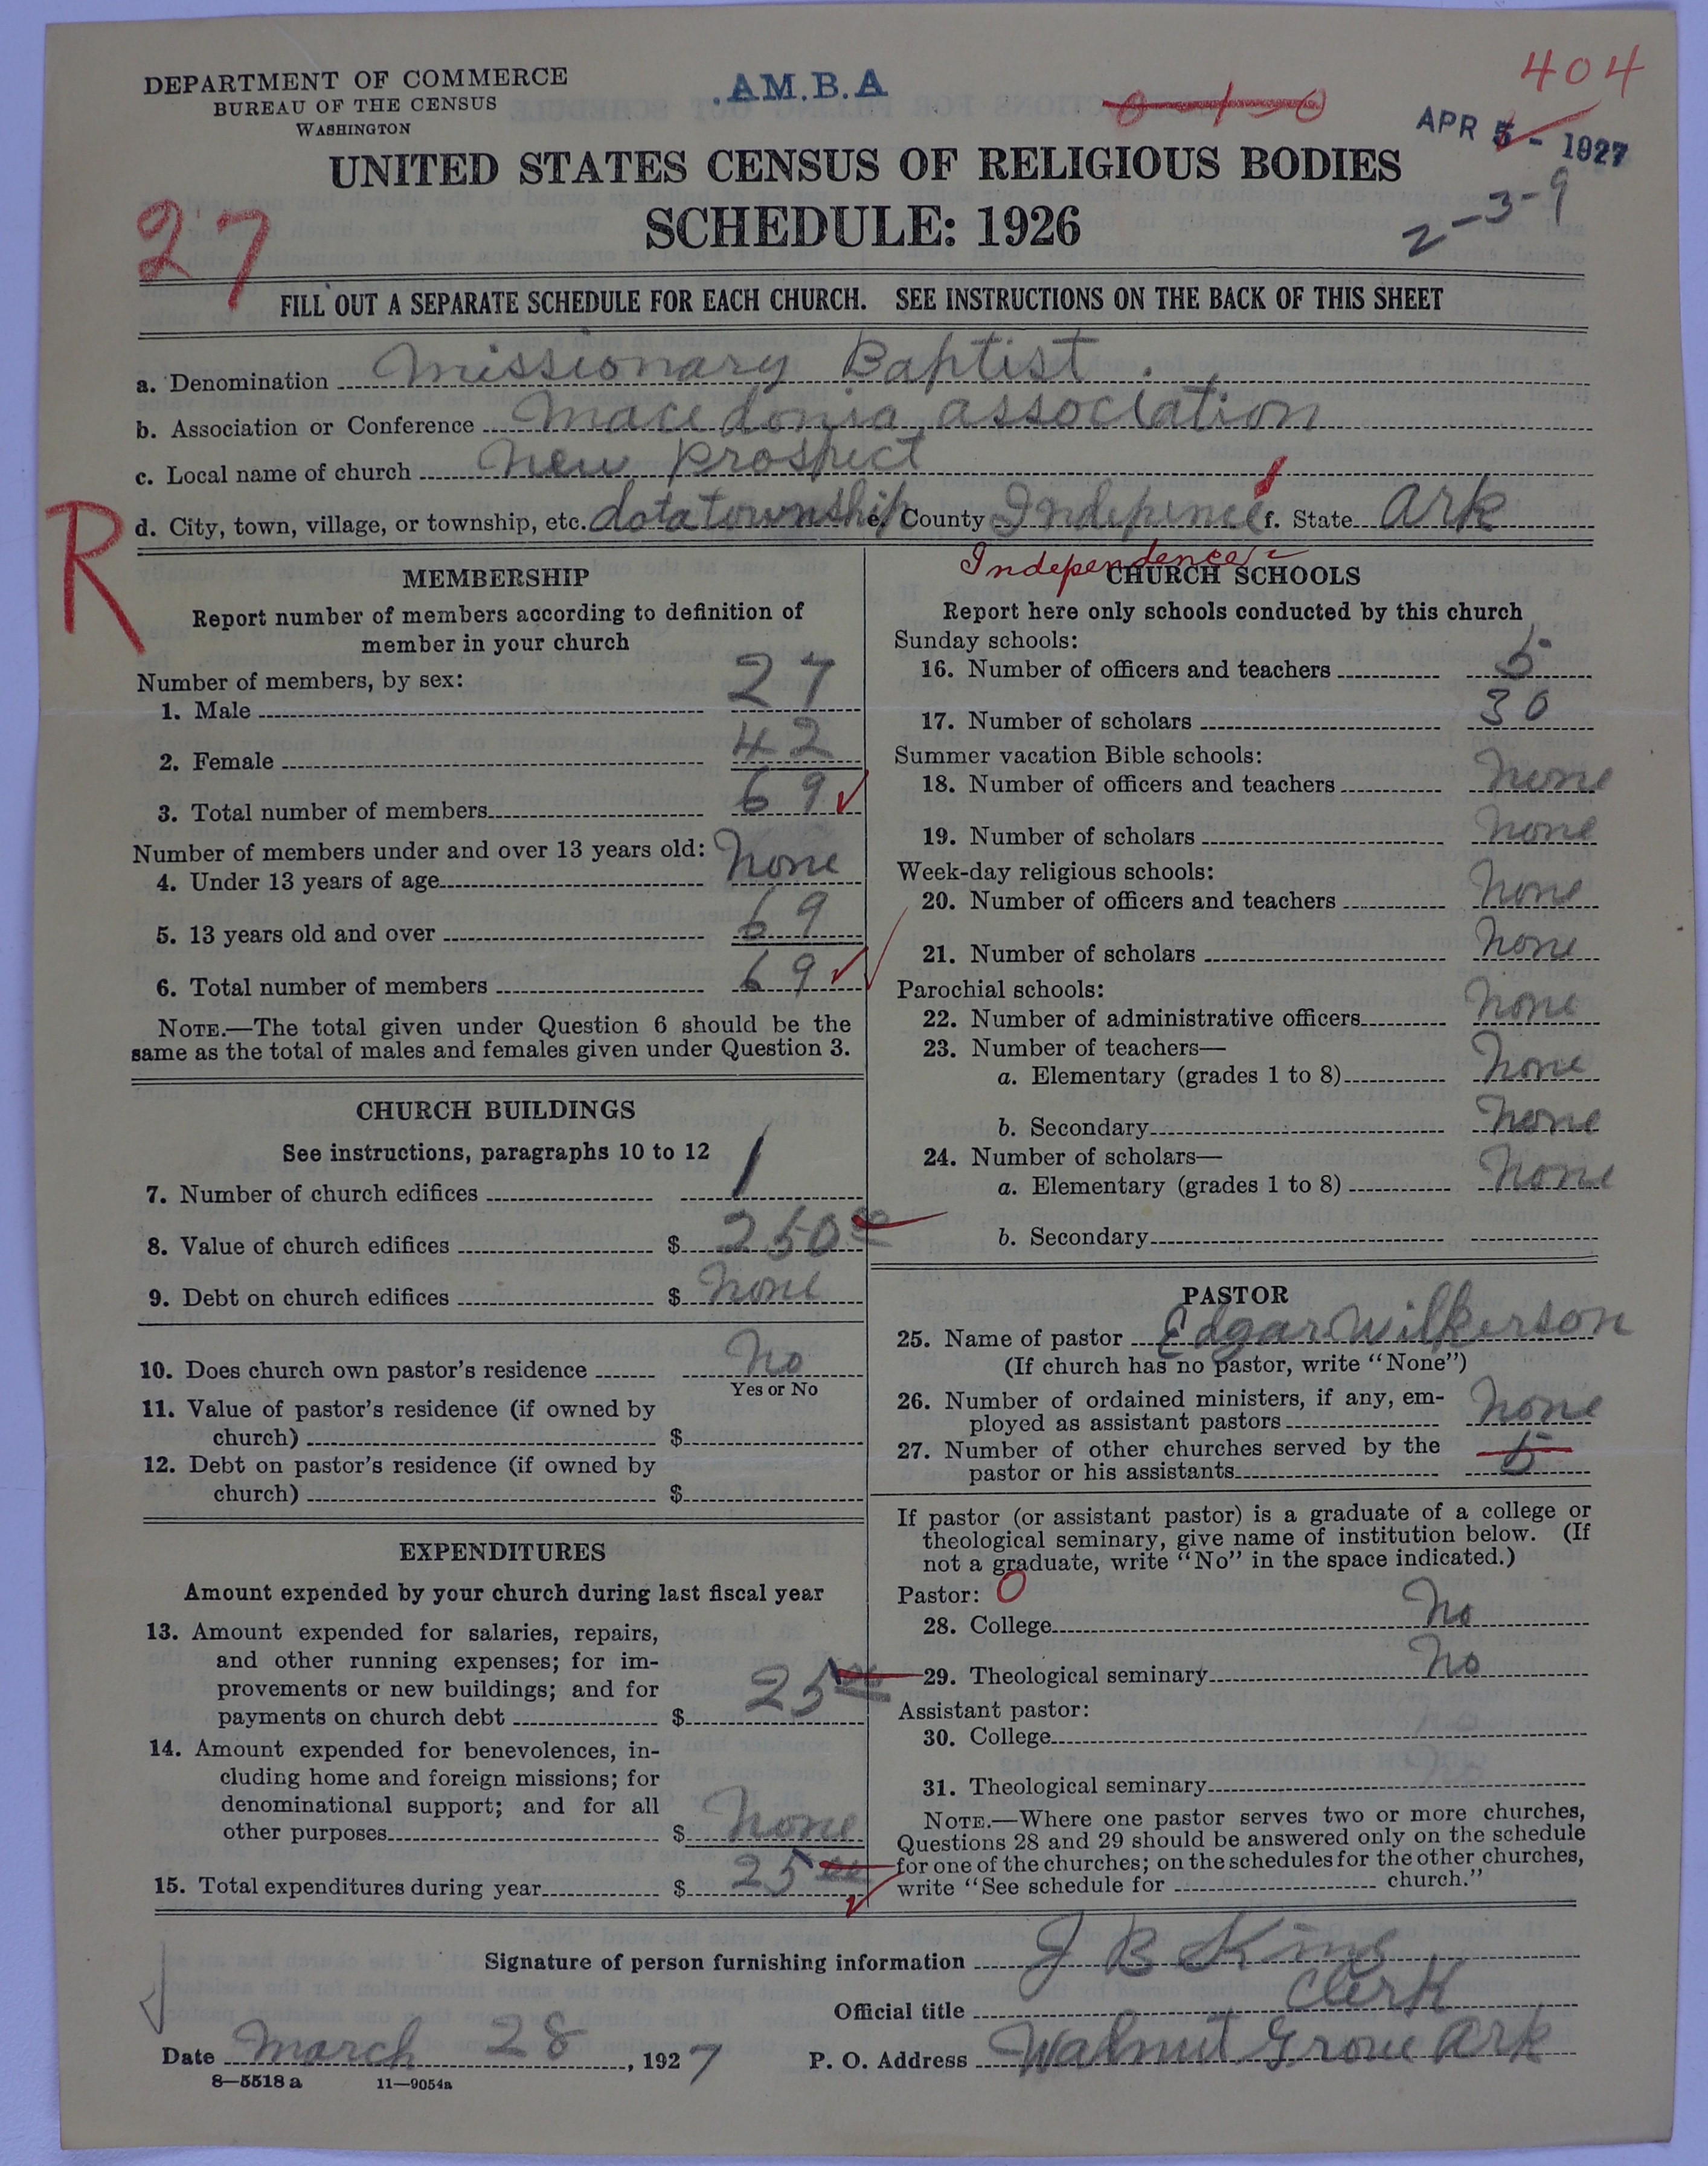 DEPARTMENT OF COMMERCE
BUREAU OF THE CENSUS
WASHINGTON
.AM.B.A
0-1-0
404
APR 5 - 1927
2-3-9
UNITED STATES CENSUS OF RELIGIOUS BODIES
SCHEDULE: 1926
27
FILL OUT A SEPARATE SCHEDULE FOR EACH CHURCH. SEE INSTRUCTIONS ON THE BACK OF THIS SHEET
a. Denomination Missionary Baptist
b. Association or Conference Macedonia association
c. Local name of church New Prospect
R
d. City, town, village, or township, etc. dota township e. County Indepence f. State Ark
Independence
MEMBERSHIP
Report number of members according to definition of
member in your church
Number of members, by sex:
1. Male 27
2. Female 42
3. Total number of members 69
Number of members under and over 13 years old:
4. Under 13 years of age None
5. 13 years old and over 69
6. Total number of members 69
NOTE.—The total given under Question 6 should be the
same as the total of males and females given under Question 3.
CHURCH BUILDINGS
See instructions, paragraphs 10 to 12
7. Number of church edifices 1
8. Value of church edifices $ 250 00
9. Debt on church edifices $ none
10. Does church own pastor's residence No
Yes or No
11. Value of pastor's residence (if owned by
church) $
12. Debt on pastor's residence (if owned by
church) $
EXPENDITURES
Amount expended by your church during last fiscal year
13. Amount expended for salaries, repairs,
and other running expenses; for im-
provements or new buildings; and for
payments on church debt $ 25 00
14. Amount expended for benevolences, in-
cluding home and foreign missions; for
denominational support; and for all
other purposes $ none
15. Total expenditures during year $ 25 00
CHURCH SCHOOLS
Report here only schools conducted by this church
Sunday schools:
16. Number of officers and teachers 5
17. Number of scholars 30
Summer vacation Bible schools:
18. Number of officers and teachers none
19. Number of scholars none
Week-day religious schools:
20. Number of officers and teachers none
21. Number of scholars none
Parochial schools:
22. Number of administrative officers none
23. Number of teachers—
a. Elementary (grades 1 to 8) none
b. Secondary none
24. Number of scholars—
a. Elementary (grades 1 to 8) none
b. Secondary
PASTOR
25. Name of pastor Edgar Wilkerson
(If church has no pastor, write "None")
26. Number of ordained ministers, if any, em-
ployed as assistant pastors none
27. Number of other churches served by the
pastor or his assistants 5
If pastor (or assistant pastor) is a graduate of a college or
theological seminary, give name of institution below. (If
not a graduate, write "No" in the space indicated.)
Pastor: 0
28. College No
29. Theological seminary No
Assistant pastor:
30. College
31. Theological seminary
NOTE.—Where one pastor serves two or more churches,
Questions 28 and 29 should be answered only on the schedule
for one of the churches; on the schedules for the other churches,
write "See schedule for church."
Signature of person furnishing information J B King
Official title Clerk
Date March 28, 1927 P. O. Address Walnut Grove Ark
8—5518 a 11—9054a